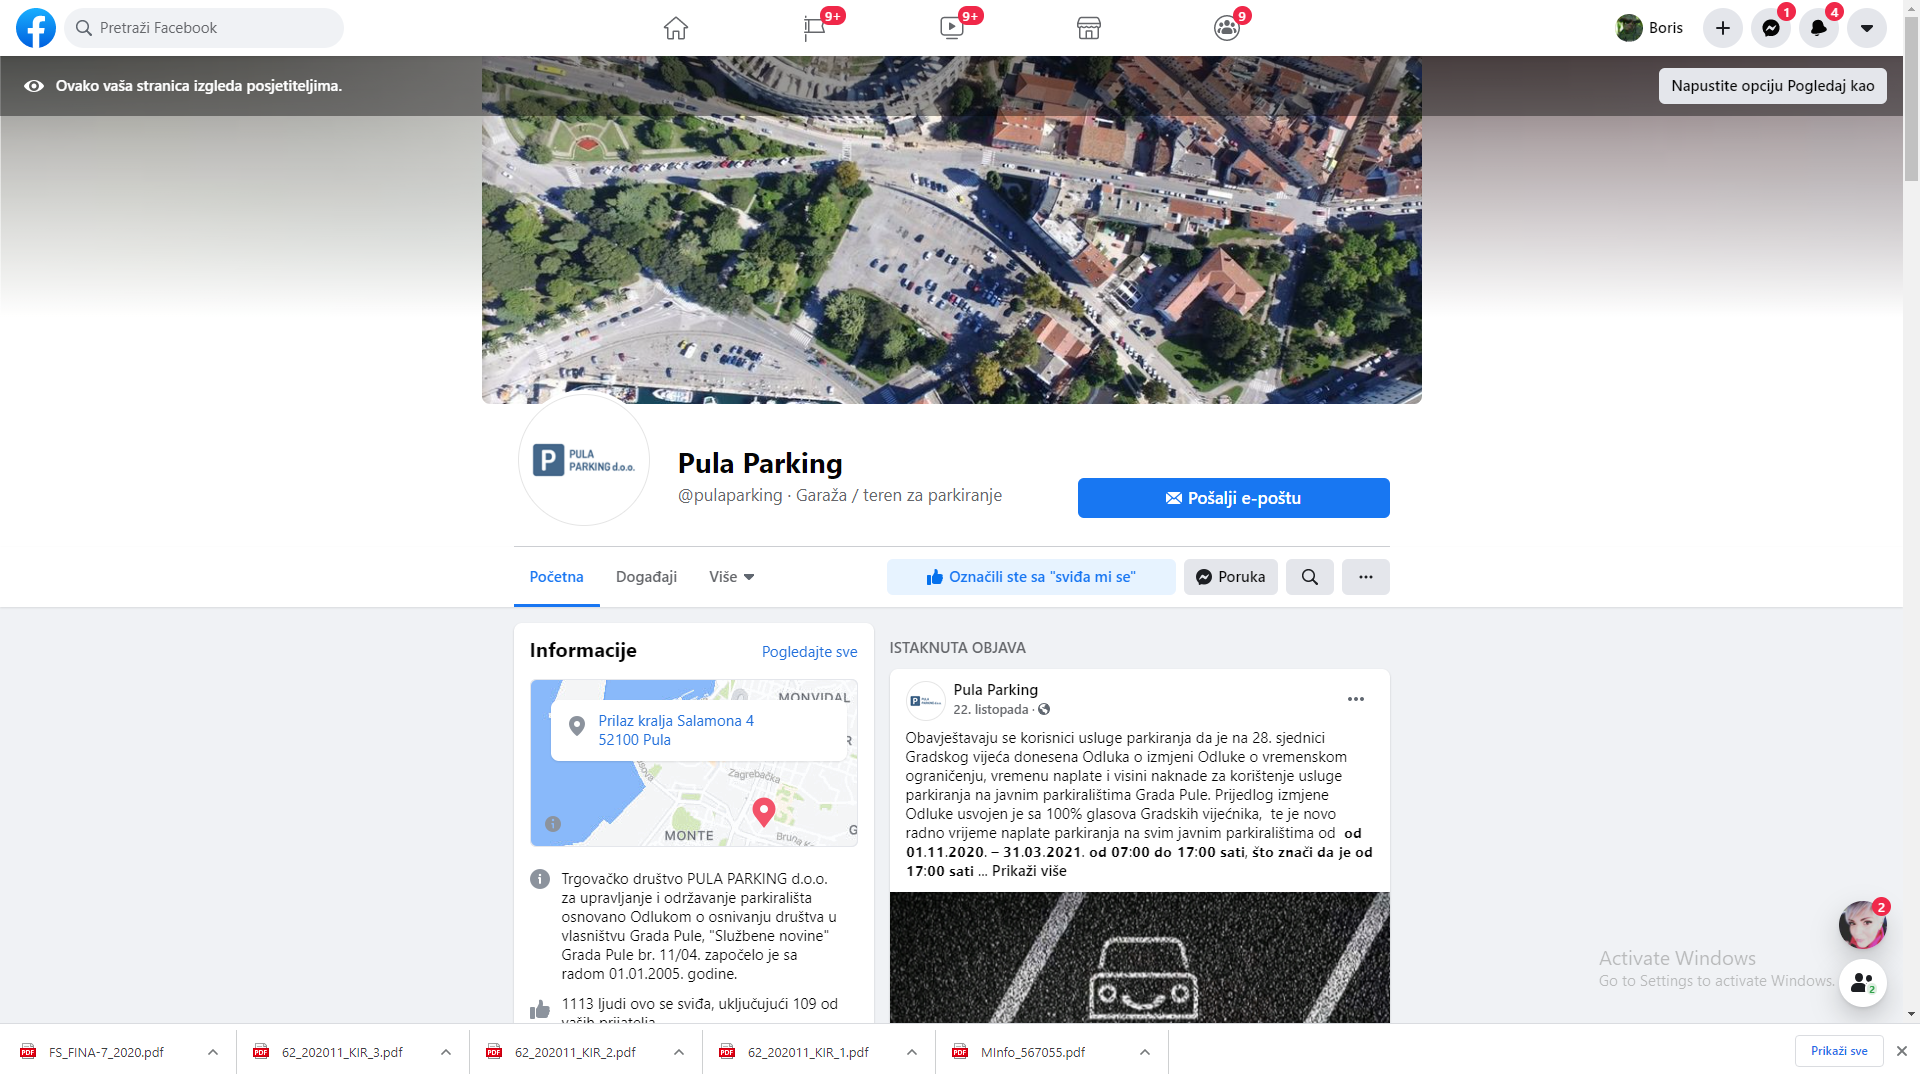 Pretraži Facebook
9+
9+
9
Boris
1
4
Ovako vaša stranica izgleda posjetiteljima.
Napustite opciju Pogledaj kao
P PULA
PARKING d.o.o.
Pula Parking
@pulaparking · Garaža / teren za parkiranje
Pošalji e-poštu
Početna
Događaji
Više
Označili ste sa "sviđa mi se"
Poruka
Informacije
Pogledajte sve
MONVIDAL
Prilaz kralja Salamona 4
52100 Pula
Zagrebačka
MONTE
G
Trgovačko društvo PULA PARKING d.o.o.
za upravljanje i održavanje parkirališta
osnovano Odlukom o osnivanju društva u
vlasništvu Grada Pule, "Službene novine"
Grada Pule br. 11/04. započelo je sa
radom 01.01.2005. godine.
1113 ljudi ovo se sviđa, uključujući 109 od
vaših prijatelja
ISTAKNUTA OBJAVA
Pula Parking
22. listopada ·
Obavještavaju se korisnici usluge parkiranja da je na 28. sjednici
Gradskog vijeća donesena Odluka o izmjeni Odluke o vremenskom
ograničenju, vremenu naplate i visini naknade za korištenje usluge
parkiranja na javnim parkiralištima Grada Pule. Prijedlog izmjene
Odluke usvojen je sa 100% glasova Gradskih vijećnika, te je novo
radno vrijeme naplate parkiranja na svim javnim parkiralištima od od
01.11.2020. – 31.03.2021. od 07:00 do 17:00 sati, što znači da je od
17:00 sati ... Prikaži više
2
Activate Windows
Go to Settings to activate Windows.
2
FS_FINA-7_2020.pdf
62_202011_KIR_3.pdf
62_202011_KIR_2.pdf
62_202011_KIR_1.pdf
MInfo_567055.pdf
Prikaži sve